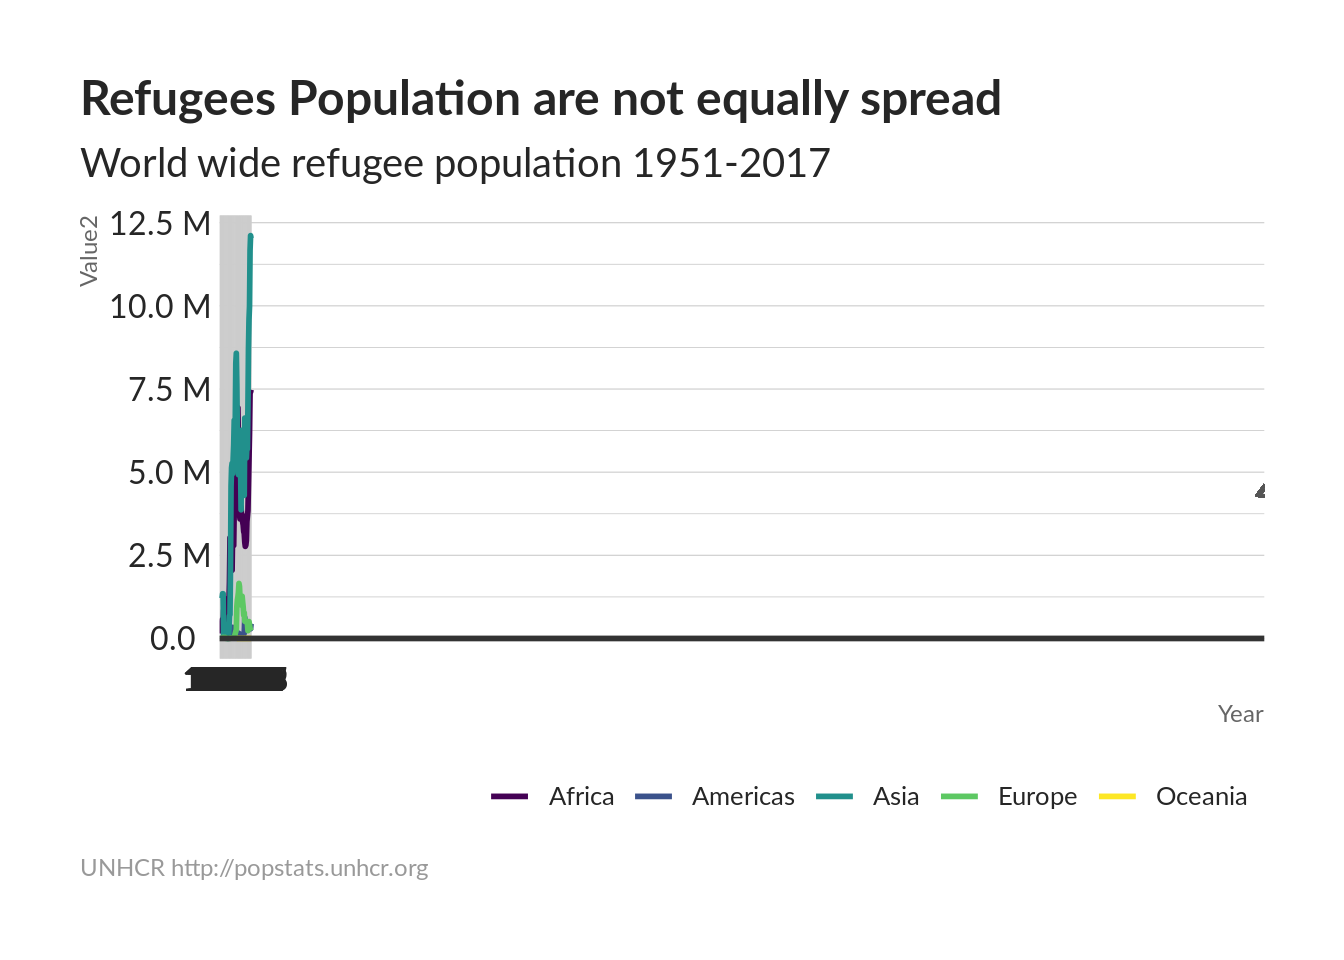 Refugees Population are not equally spread
World wide refugee population 1951-2017
Value2
12.5 M
10.0 M
7.5 M
5.0 M
2.5 M
0.0
Year
Africa Americas Asia Europe Oceania
UNHCR http://popstats.unhcr.org